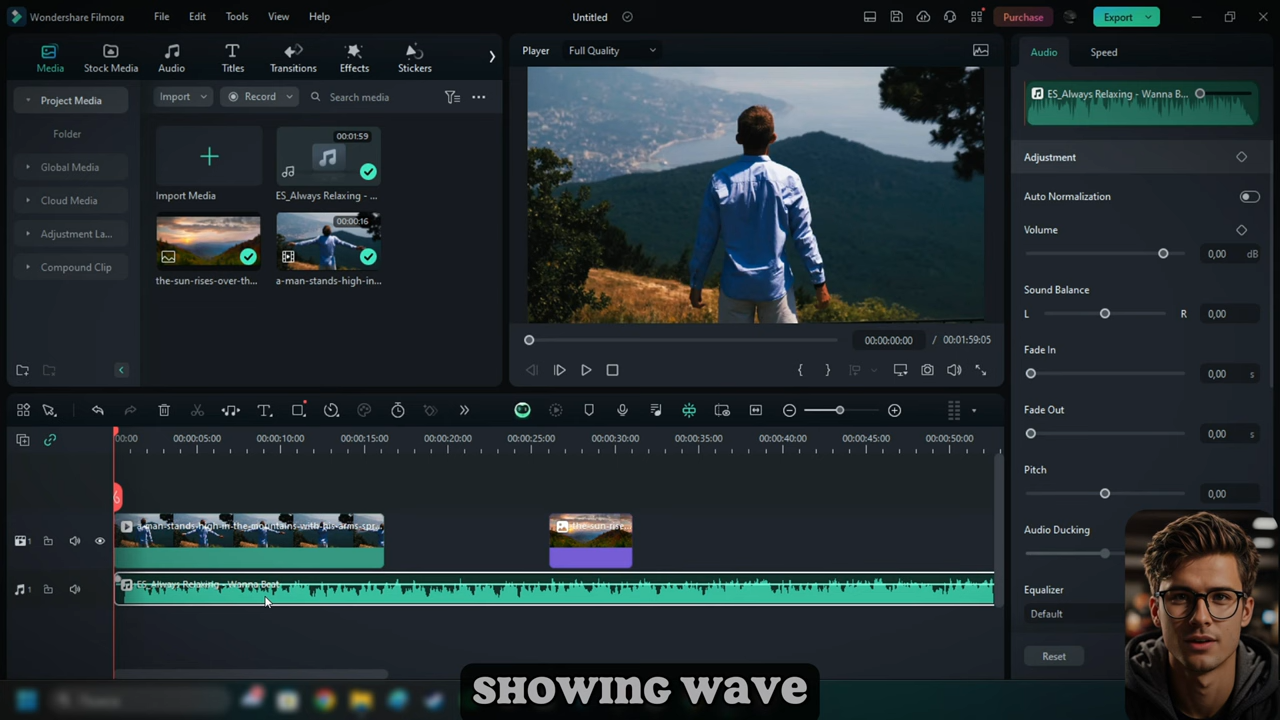 Wondershare Filmora
File
Edit
Tools
View
Help
Untitled
Purchase
Export
Media
Stock Media
Audio
Titles
Transitions
Effects
Stickers
Project Media
Folder
Global Media
Cloud Media
Adjustment La...
Compound Clip
Import
Record
Search media
Import Media
00:01:59
ES_Always Relaxing - ...
the-sun-rises-over-th...
00:00:16
a-man-stands-high-in...
Player
Full Quality
00:00:00:00
/ 00:01:59:05
Audio
Speed
ES_Always Relaxing - Wanna B...
Adjustment
Auto Normalization
Volume
0,00 dB
Sound Balance
L
R
0,00
Fade In
0,00 s
Fade Out
0,00 s
Pitch
0,00
Audio Ducking
Equalizer
Default
Reset
00:00
00:00:05:00
00:00:10:00
00:00:15:00
00:00:20:00
00:00:25:00
00:00:30:00
00:00:35:00
00:00:40:00
00:00:45:00
00:00:50:00
a-man-stands-high-in-the-mountains-with-his-arms-spr...
the-sun-rise...
1
ES_Always Relaxing - Wanna Beat
1
SHOWING WAVE